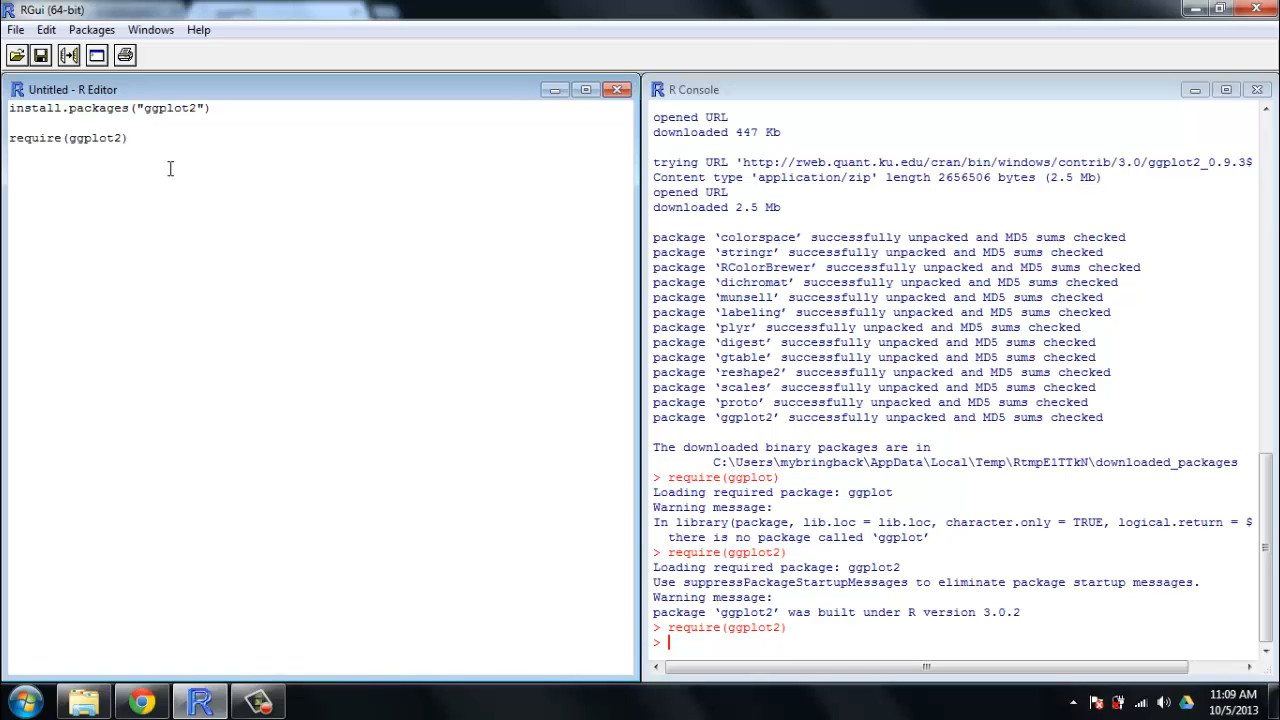 RGui (64-bit)
File Edit Packages Windows Help
Untitled - R Editor
install.packages("ggplot2")
require(ggplot2)
R Console
opened URL
downloaded 447 Kb
trying URL 'http://rweb.quant.ku.edu/cran/bin/windows/contrib/3.0/ggplot2_0.9.3$
Content type 'application/zip' length 2656506 bytes (2.5 Mb)
opened URL
downloaded 2.5 Mb
package ‘colorspace’ successfully unpacked and MD5 sums checked
package ‘stringr’ successfully unpacked and MD5 sums checked
package ‘RColorBrewer’ successfully unpacked and MD5 sums checked
package ‘dichromat’ successfully unpacked and MD5 sums checked
package ‘munsell’ successfully unpacked and MD5 sums checked
package ‘labeling’ successfully unpacked and MD5 sums checked
package ‘plyr’ successfully unpacked and MD5 sums checked
package ‘digest’ successfully unpacked and MD5 sums checked
package ‘gtable’ successfully unpacked and MD5 sums checked
package ‘reshape2’ successfully unpacked and MD5 sums checked
package ‘scales’ successfully unpacked and MD5 sums checked
package ‘proto’ successfully unpacked and MD5 sums checked
package ‘ggplot2’ successfully unpacked and MD5 sums checked
The downloaded binary packages are in
C:\Users\mybringback\AppData\Local\Temp\RtmpE1TTkN\downloaded_packages
> require(ggplot)
Loading required package: ggplot
Warning message:
In library(package, lib.loc = lib.loc, character.only = TRUE, logical.return = $
there is no package called ‘ggplot’
> require(ggplot2)
Loading required package: ggplot2
Use suppressPackageStartupMessages to eliminate package startup messages.
Warning message:
package ‘ggplot2’ was built under R version 3.0.2
> require(ggplot2)
>
11:09 AM
10/5/2013